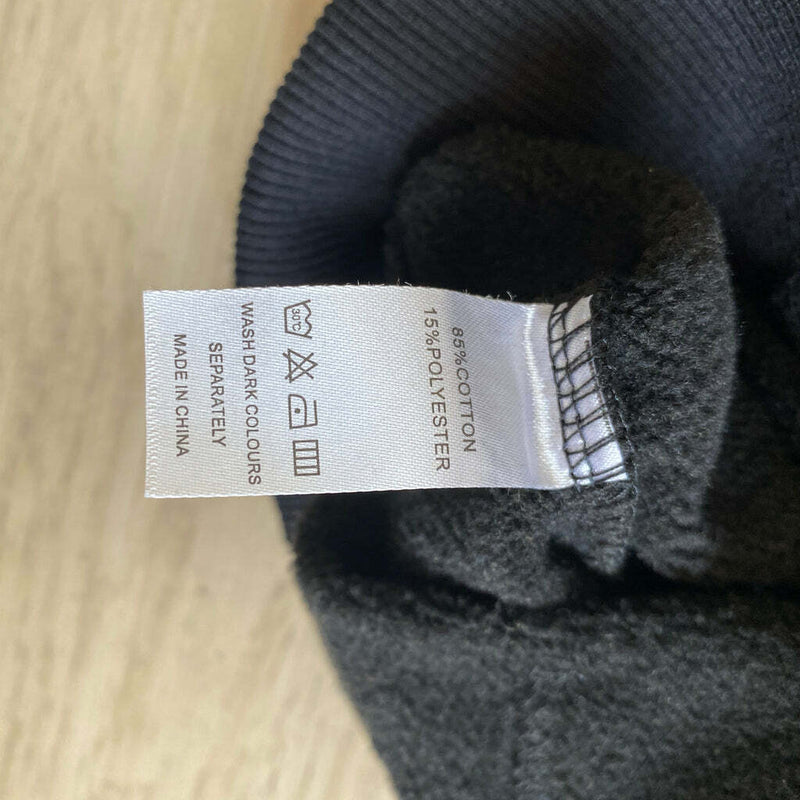 85%COTTON
15%POLYESTER
30°C
WASH DARK COLOURS
SEPARATELY
MADE IN CHINA